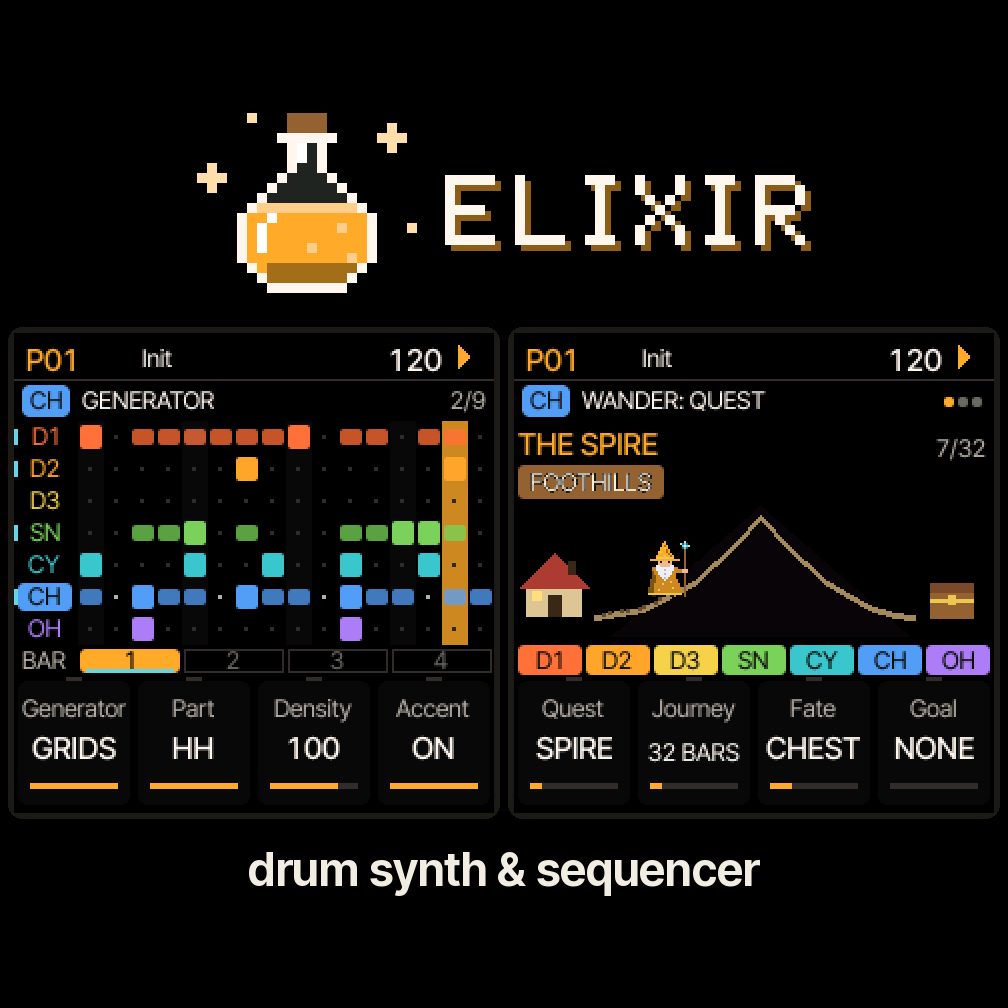 ELIXIR
P01 Init 120
CH GENERATOR 2/9
D1
D2
D3
SN
CY
CH
OH
BAR 1 2 3 4
Generator Part Density Accent
GRIDS HH 100 ON
P01 Init 120
CH WANDER: QUEST
THE SPIRE 7/32
FOOTHILLS
D1 D2 D3 SN CY CH OH
Quest Journey Fate Goal
SPIRE 32 BARS CHEST NONE
drum synth & sequencer